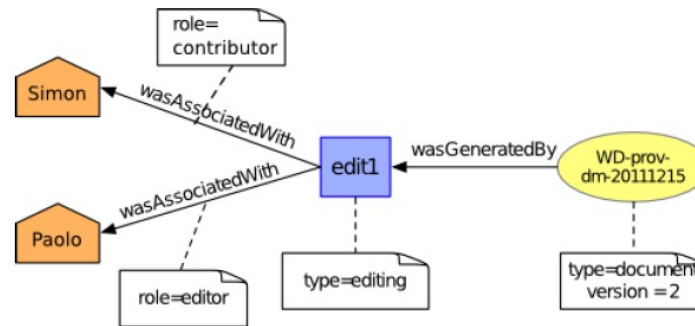 role=
contributor
Simon
wasAssociatedWith
edit1
wasGeneratedBy
WD-prov-
dm-20111215
wasAssociatedWith
Paolo
role=editor
type=editing
type=document
version =2